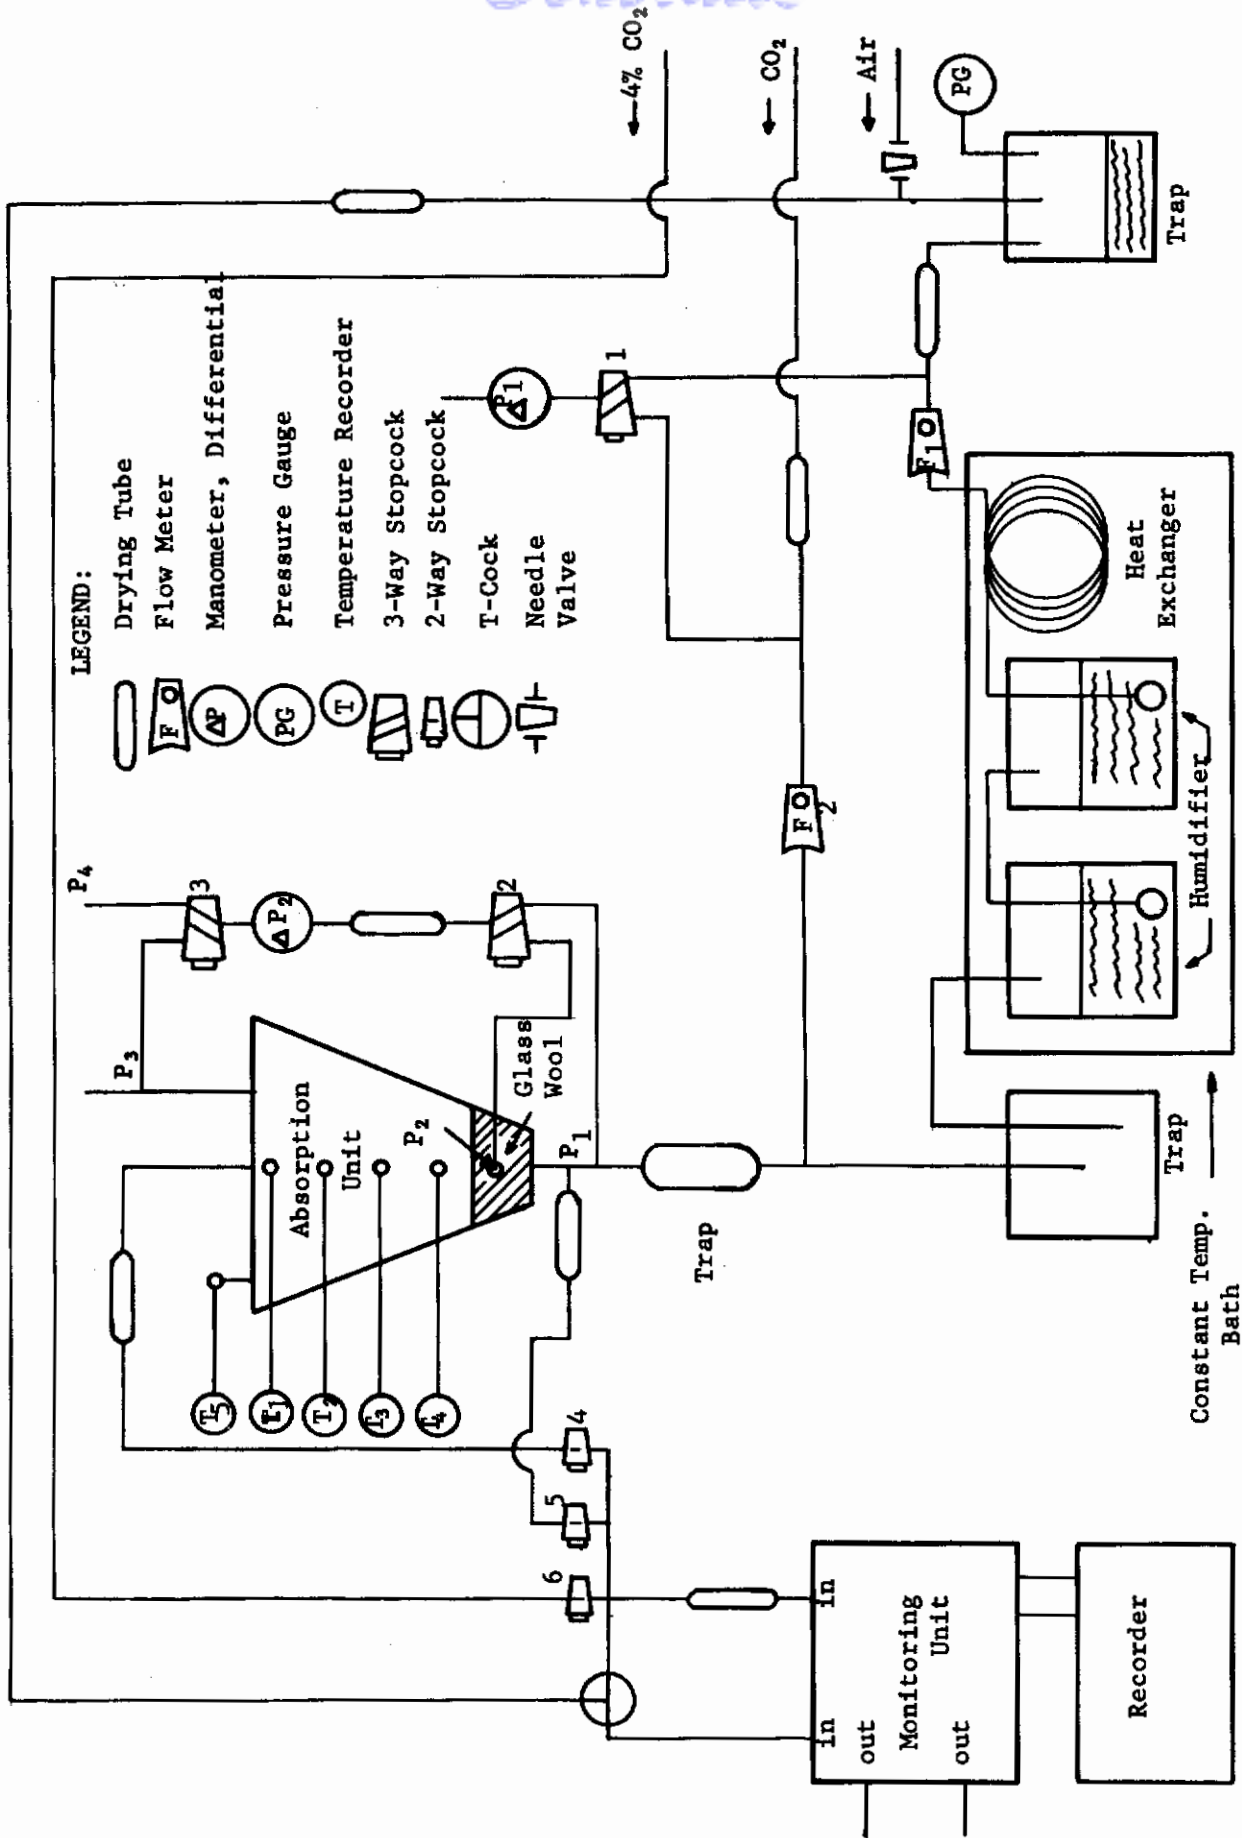 LEGEND:
Drying Tube
F
Flow Meter
ΔP
Manometer, Differential
PG
Pressure Gauge
T
Temperature Recorder
3-Way Stopcock
2-Way Stopcock
T-Cock
Needle
Valve
←4% CO₂
← CO₂
← Air
PG
Trap
ΔP₁
1
F₁
F
2
Heat
Exchanger
Humidifier
Constant Temp.
Bath
Trap
Trap
P₄
3
ΔP₂
2
P₃
Absorption
Unit
P₂
Glass
Wool
P₁
T₅
T₁
T₂
T₃
T₄
4
5
6
in
in
out
out
Monitoring
Unit
Recorder